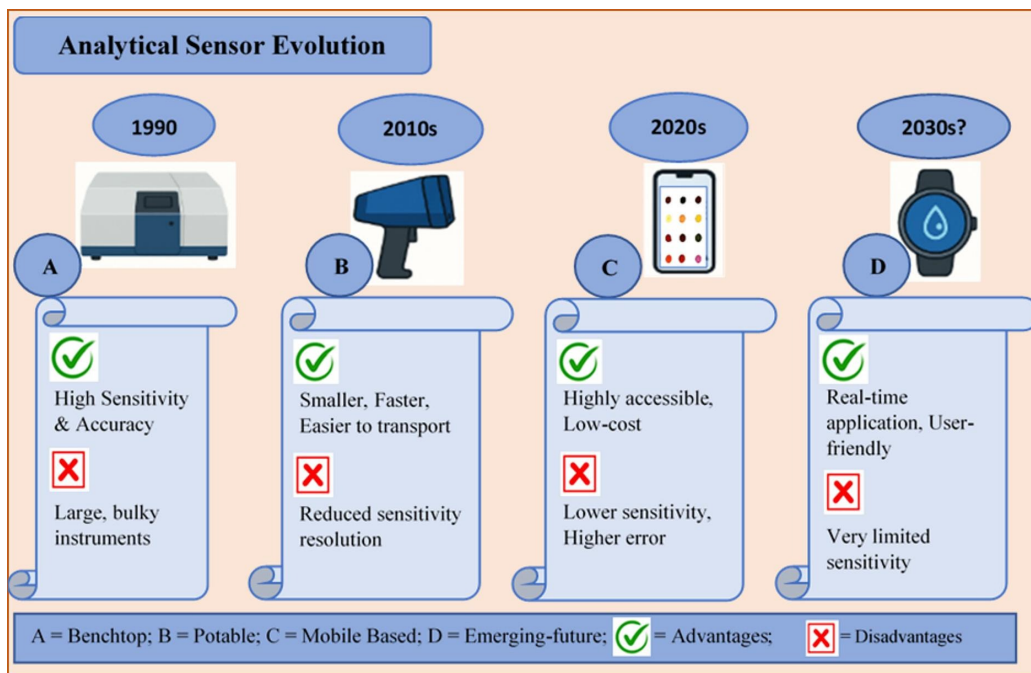 Analytical Sensor Evolution
1990
2010s
2020s
2030s?
A
B
C
D
High Sensitivity
& Accuracy
Large, bulky
instruments
Smaller, Faster,
Easier to transport
Reduced sensitivity
resolution
Highly accessible,
Low-cost
Lower sensitivity,
Higher error
Real-time
application, User-
friendly
Very limited
sensitivity
A = Benchtop; B = Potable; C = Mobile Based; D = Emerging-future; = Advantages; = Disadvantages